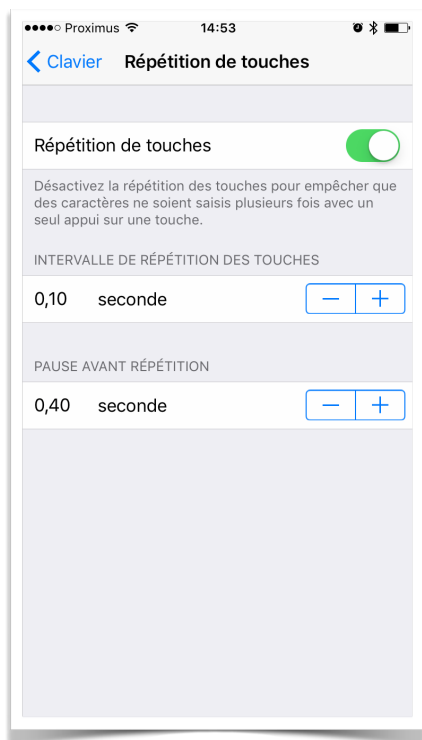 Proximus 14:53
Clavier Répétition de touches
Répétition de touches
Désactivez la répétition des touches pour empêcher que
des caractères ne soient saisis plusieurs fois avec un
seul appui sur une touche.
INTERVALLE DE RÉPÉTITION DES TOUCHES
0,10 seconde − +
PAUSE AVANT RÉPÉTITION
0,40 seconde − +